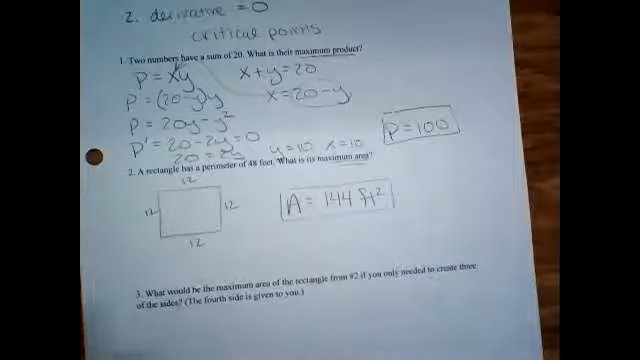 2. derivative = 0
critical points
1. Two numbers have a sum of 20. What is their maximum product?
P = xy
x + y = 20
P = (20-y)y
x = 20 - y
P = 20y - y²
P' = 20 - 2y = 0
20 = 2y
y = 10 x = 10
P = 100
2. A rectangle has a perimeter of 48 feet. What is its maximum area?
12
12
12
12
A = 144 ft²
3. What would be the maximum area of the rectangle from #2 if you only needed to create three
of the sides? (The fourth side is given to you.)